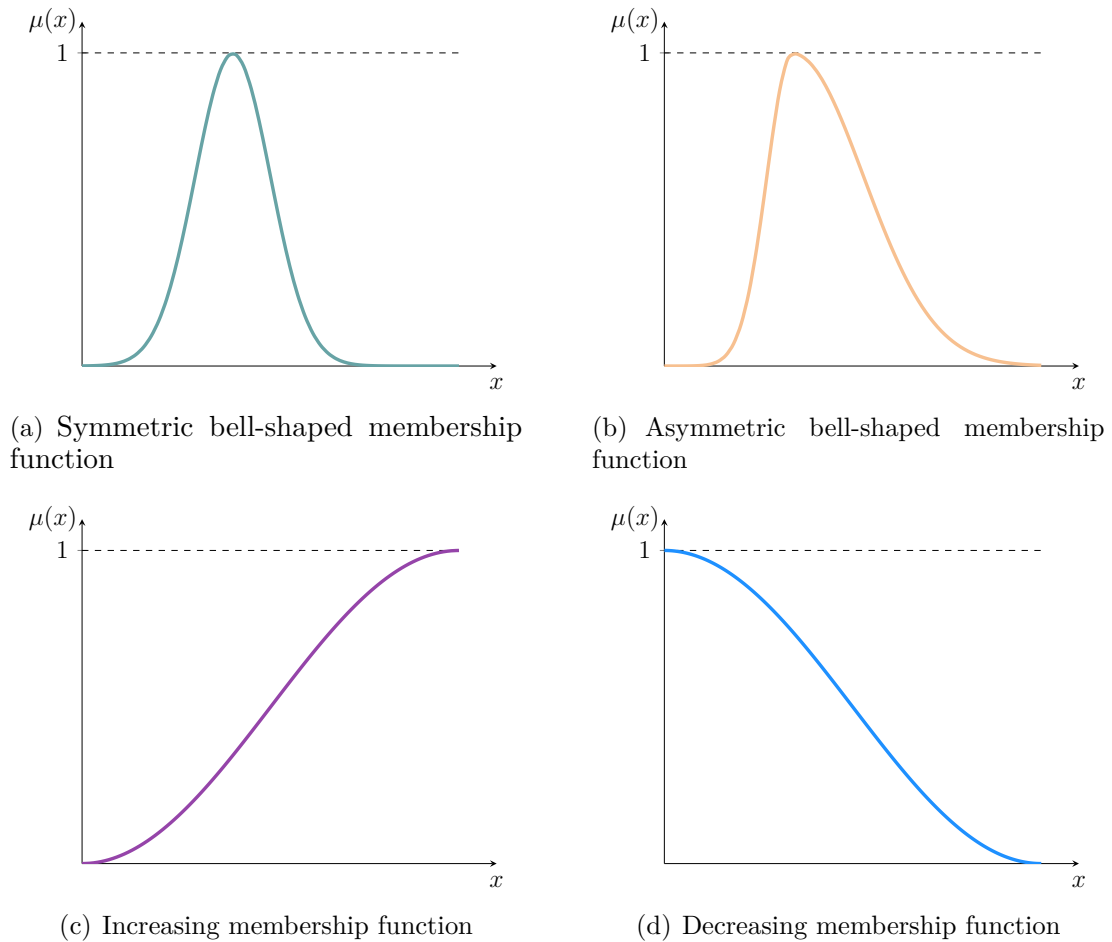 μ(x)
1
x
(a) Symmetric bell-shaped membership
function
μ(x)
1
x
(b) Asymmetric bell-shaped membership
function
μ(x)
1
x
(c) Increasing membership function
μ(x)
1
x
(d) Decreasing membership function